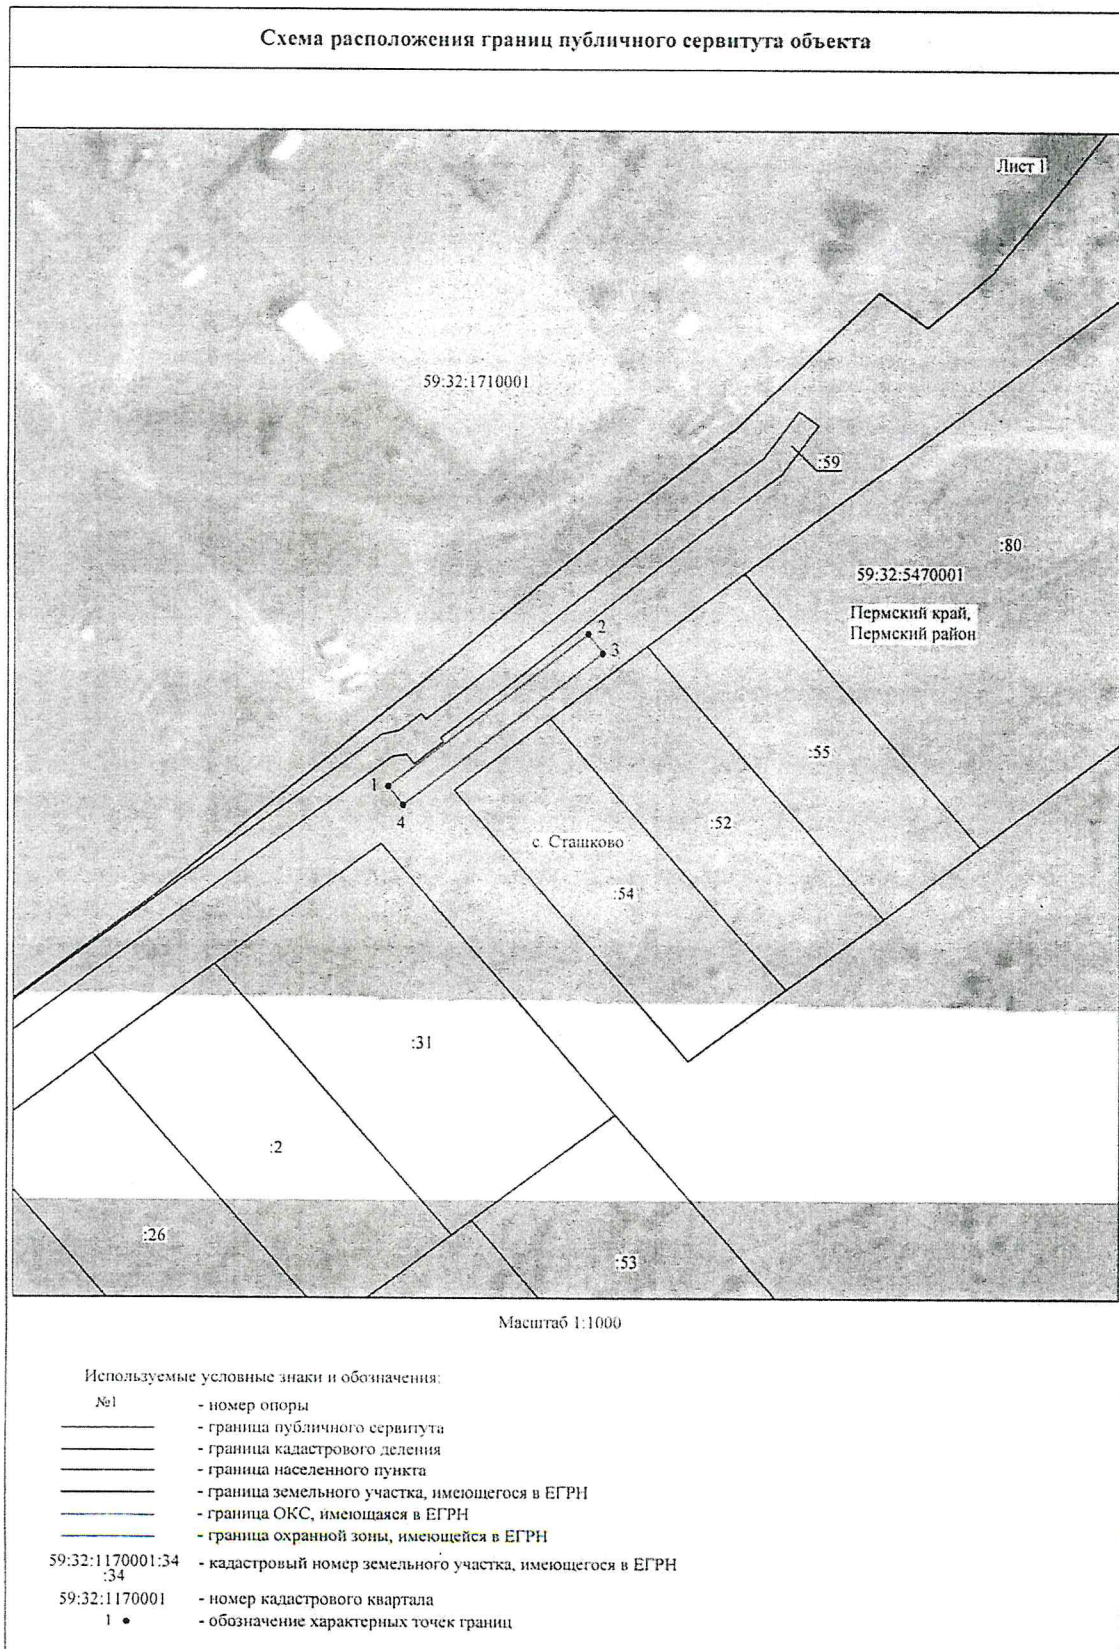 Схема расположения границ публичного сервитута объекта
Лист 1
59:32:1710001
:59
:80
59:32:5470001
Пермский край,
Пермский район
2
3
1
4
:55
:52
с. Сташково
:54
:31
:2
:26
:53
Масштаб 1:1000
Используемые условные знаки и обозначения:
№1 - номер опоры
- граница публичного сервитута
- граница кадастрового деления
- граница населенного пункта
- граница земельного участка, имеющегося в ЕГРН
- граница ОКС, имеющаяся в ЕГРН
- граница охранной зоны, имеющейся в ЕГРН
59:32:1170001:34 - кадастровый номер земельного участка, имеющегося в ЕГРН
:34
59:32:1170001 - номер кадастрового квартала
1 • - обозначение характерных точек границ